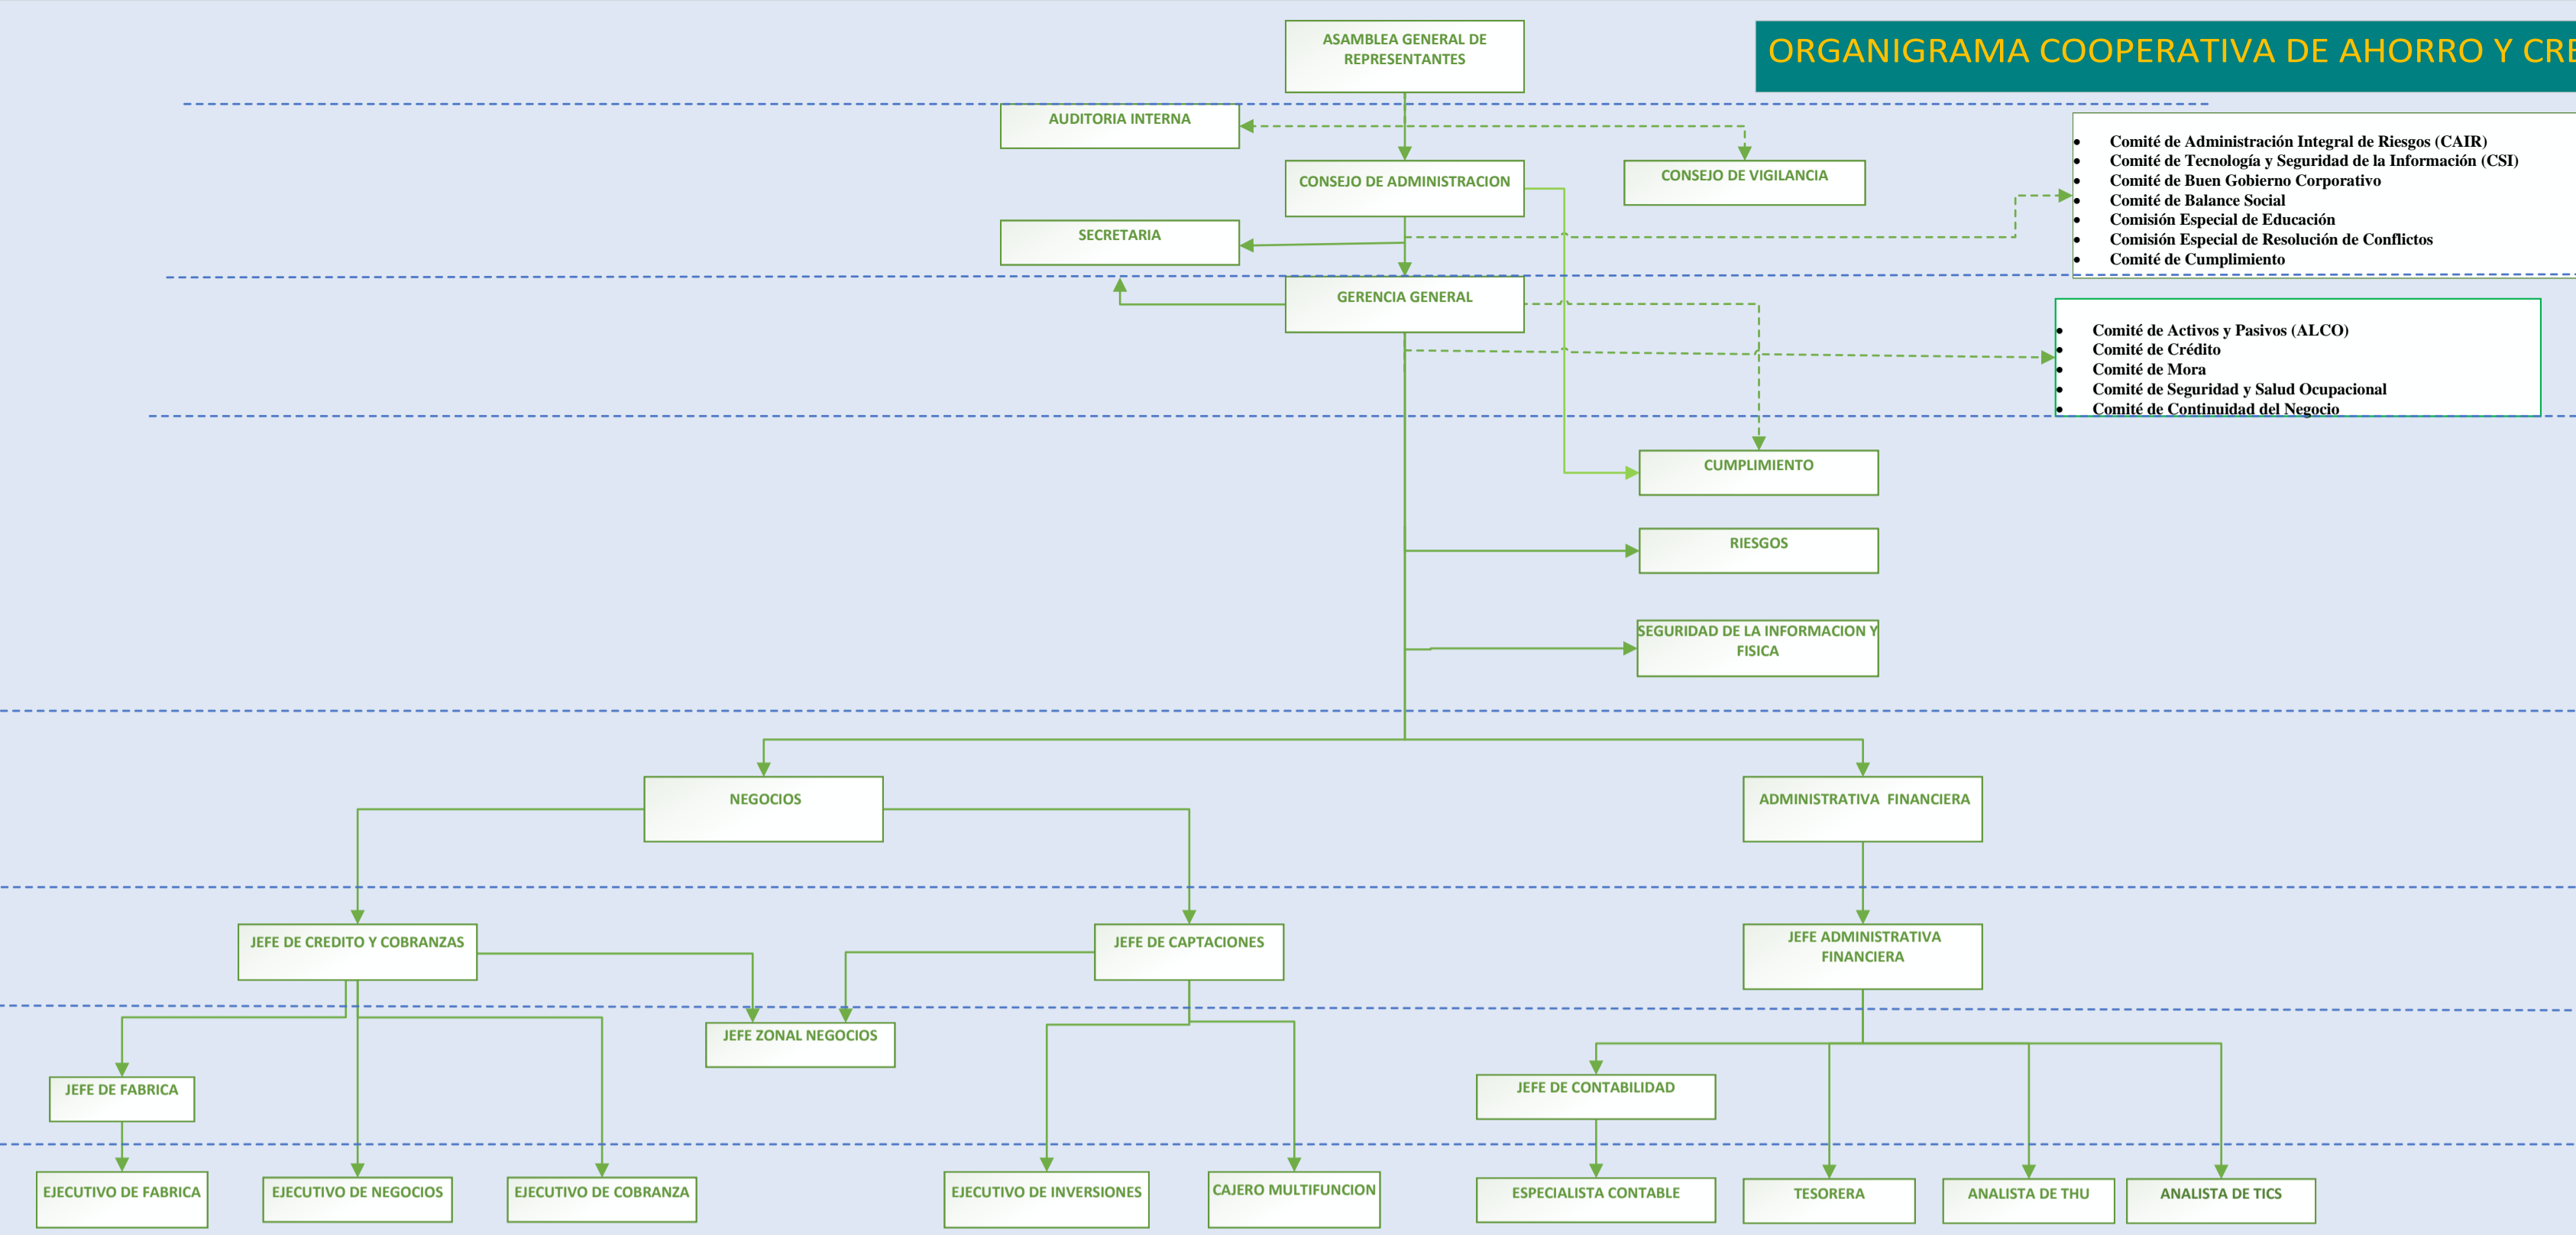 ASAMBLEA GENERAL DE
REPRESENTANTES
ORGANIGRAMA COOPERATIVA DE AHORRO Y CRE
AUDITORIA INTERNA
CONSEJO DE ADMINISTRACION
CONSEJO DE VIGILANCIA
• Comité de Administración Integral de Riesgos (CAIR)
• Comité de Tecnología y Seguridad de la Información (CSI)
• Comité de Buen Gobierno Corporativo
• Comité de Balance Social
• Comisión Especial de Educación
• Comisión Especial de Resolución de Conflictos
• Comité de Cumplimiento
SECRETARIA
GERENCIA GENERAL
• Comité de Activos y Pasivos (ALCO)
• Comité de Crédito
• Comité de Mora
• Comité de Seguridad y Salud Ocupacional
• Comité de Continuidad del Negocio
CUMPLIMIENTO
RIESGOS
SEGURIDAD DE LA INFORMACION Y
FISICA
NEGOCIOS
ADMINISTRATIVA FINANCIERA
JEFE DE CREDITO Y COBRANZAS
JEFE DE CAPTACIONES
JEFE ADMINISTRATIVA
FINANCIERA
JEFE ZONAL NEGOCIOS
JEFE DE FABRICA
JEFE DE CONTABILIDAD
EJECUTIVO DE FABRICA
EJECUTIVO DE NEGOCIOS
EJECUTIVO DE COBRANZA
EJECUTIVO DE INVERSIONES
CAJERO MULTIFUNCION
ESPECIALISTA CONTABLE
TESORERA
ANALISTA DE THU
ANALISTA DE TICS